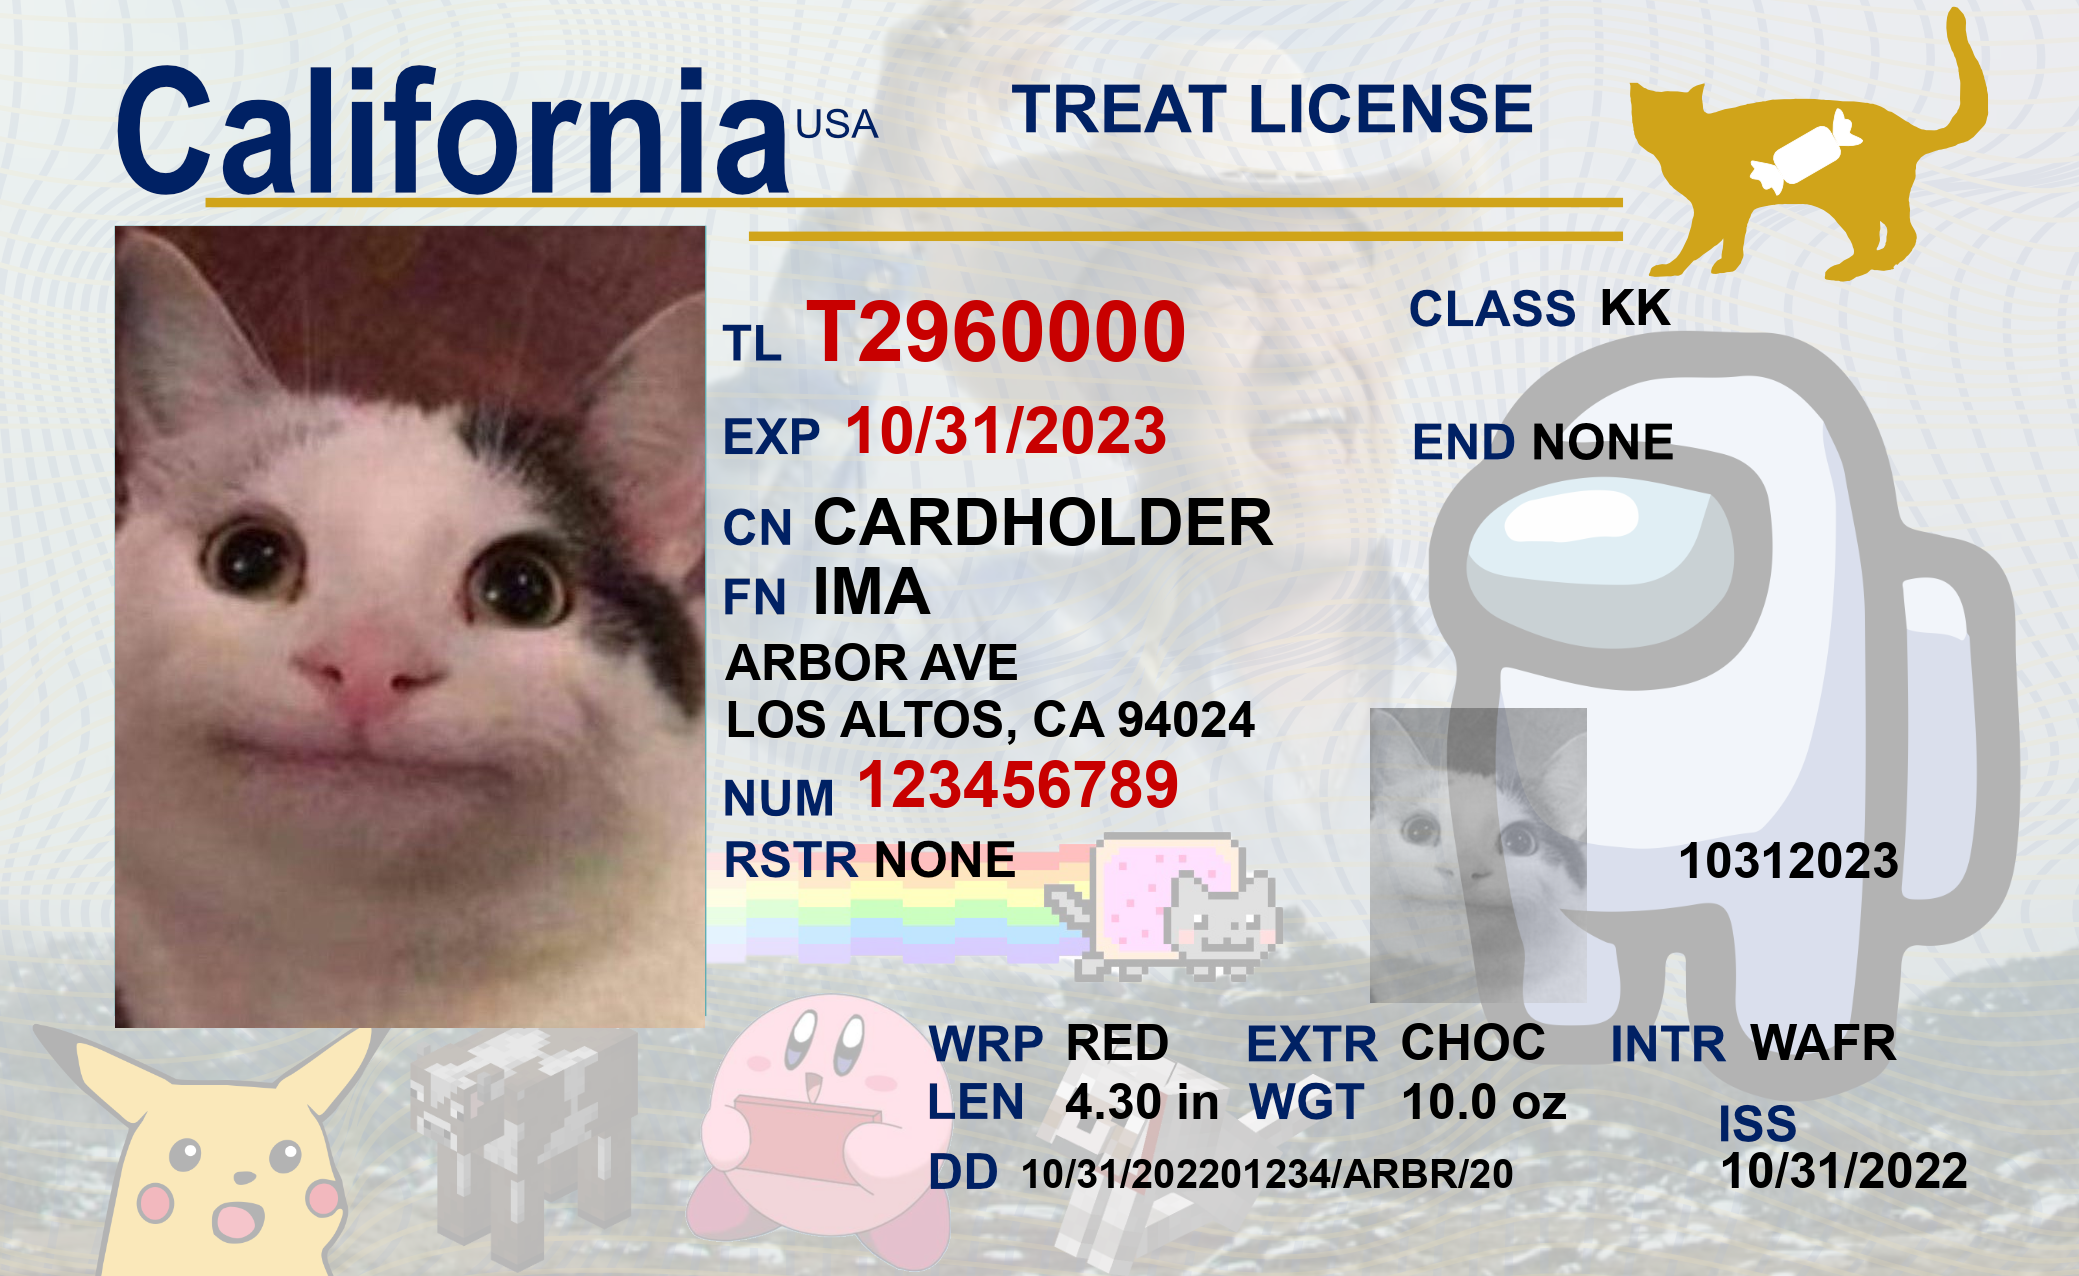 California USA TREAT LICENSE
TL T2960000
CLASS KK
EXP 10/31/2023
END NONE
CN CARDHOLDER
FN IMA
ARBOR AVE
LOS ALTOS, CA 94024
NUM 123456789
RSTR NONE
10312023
WRP RED EXTR CHOC INTR WAFR
LEN 4.30 in WGT 10.0 oz
ISS
DD 10/31/202201234/ARBR/20
10/31/2022